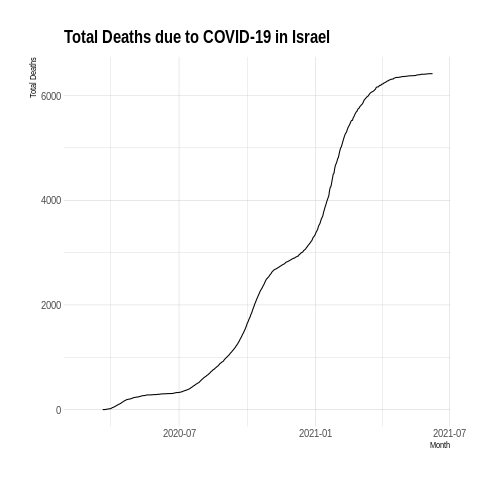 Total Deaths due to COVID-19 in Israel
Total Deaths
6000
4000
2000
0
2020-07 2021-01 2021-07
Month